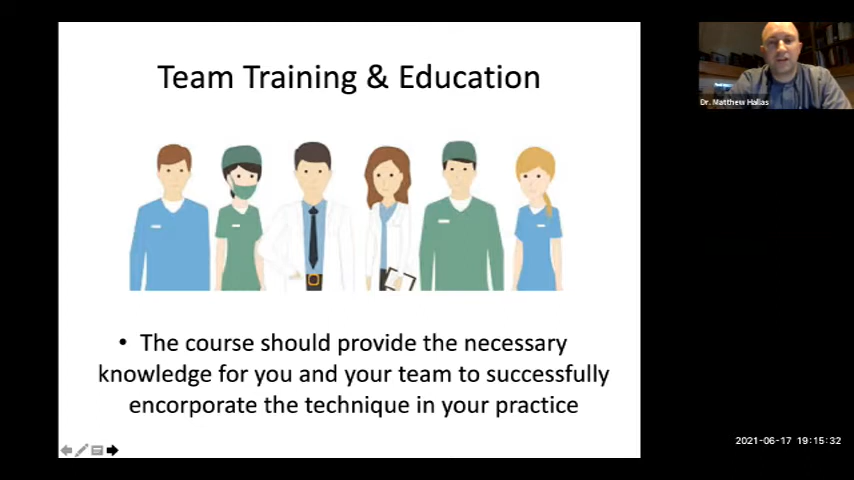 Team Training & Education
Dr. Matthew Hallas
• The course should provide the necessary
knowledge for you and your team to successfully
encorporate the technique in your practice
2021-06-17 19:15:32